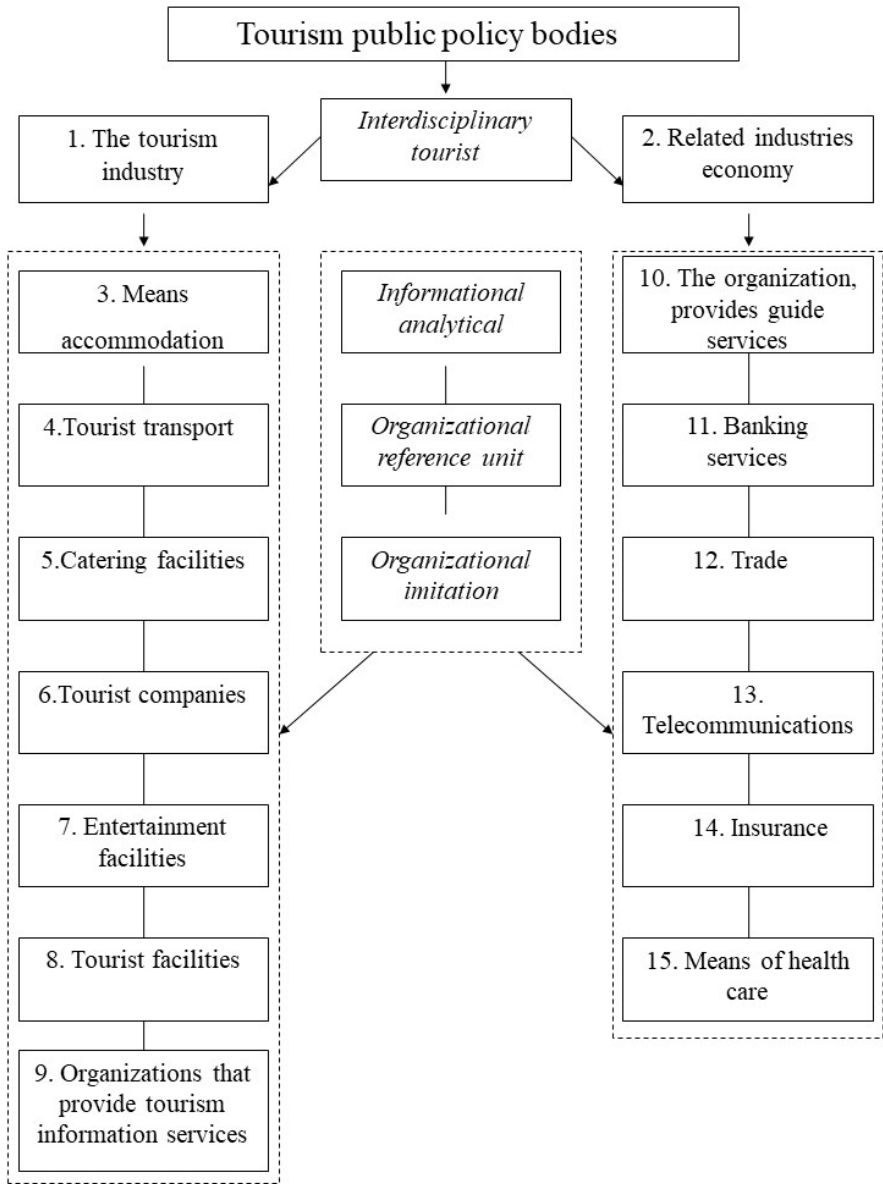 Tourism public policy bodies
Interdisciplinary
tourist
1. The tourism
industry
2. Related industries
economy
3. Means
accommodation
4.Tourist transport
5.Catering facilities
6.Tourist companies
7. Entertainment
facilities
8. Tourist facilities
9. Organizations that
provide tourism
information services
Informational
analytical
Organizational
reference unit
Organizational
imitation
10. The organization,
provides guide
services
11. Banking
services
12. Trade
13.
Telecommunications
14. Insurance
15. Means of health
care